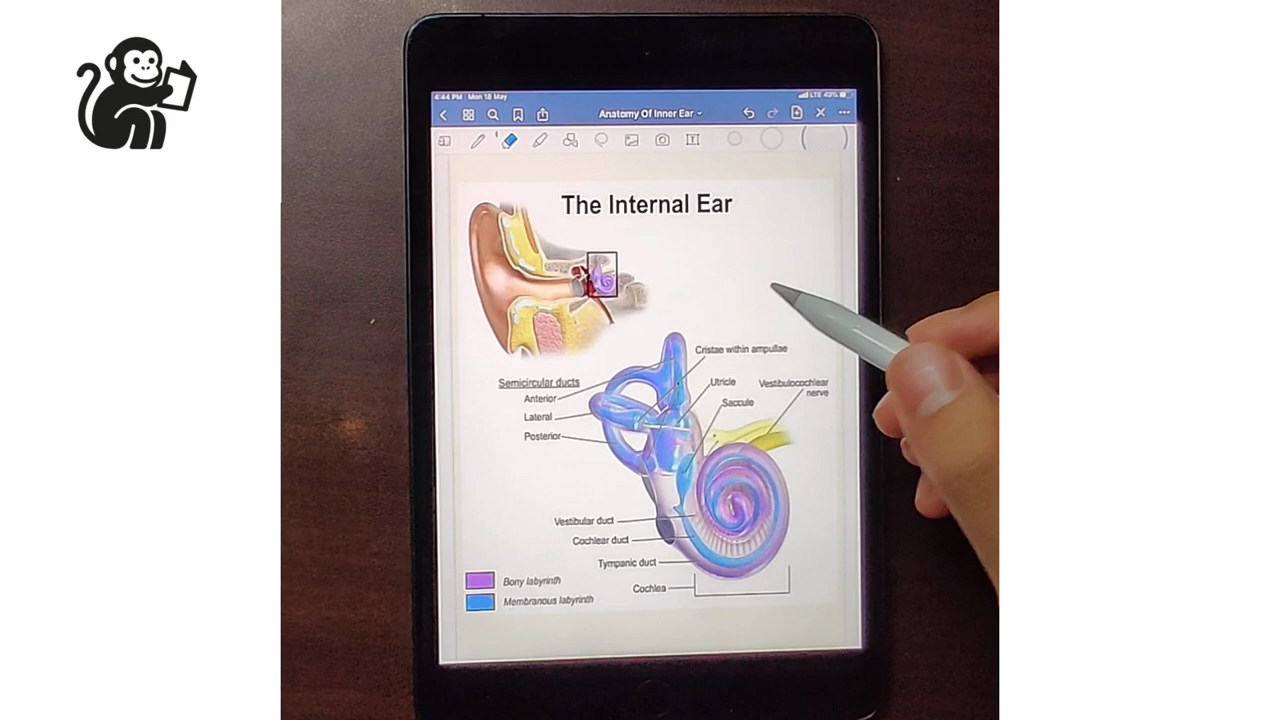 4:44 PM Mon 18 May
LTE 49%
Anatomy Of Inner Ear
The Internal Ear
Cristae within ampullae
Semicircular ducts
Utricle
Vestibulocochlear
nerve
Anterior
Saccule
Lateral
Posterior
Vestibular duct
Cochlear duct
Tympanic duct
Bony labyrinth
Cochlea
Membranous labyrinth